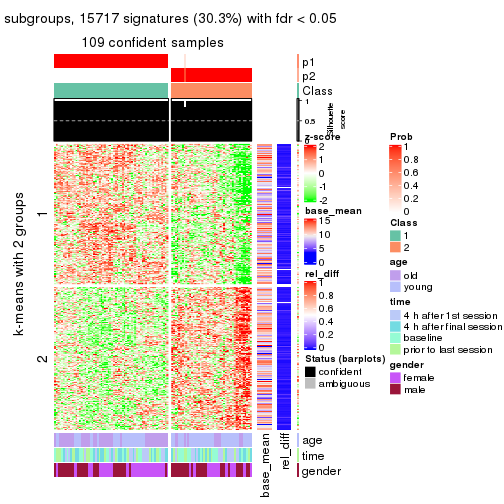 subgroups, 15717 signatures (30.3%) with fdr < 0.05
109 confident samples
p1
p2
Class
1
0.5
0
Silhouette
score
k-means with 2 groups
1
2
z-score
2
1
0
-1
-2
base_mean
15
10
5
0
rel_diff
1
0.8
0.6
0.4
0.2
0
Status (barplots)
confident
ambiguous
Prob
1
0.8
0.6
0.4
0.2
0
Class
1
2
age
old
young
time
4 h after 1st session
4 h after final session
baseline
prior to last session
gender
female
male
age
time
gender
base_mean
rel_diff